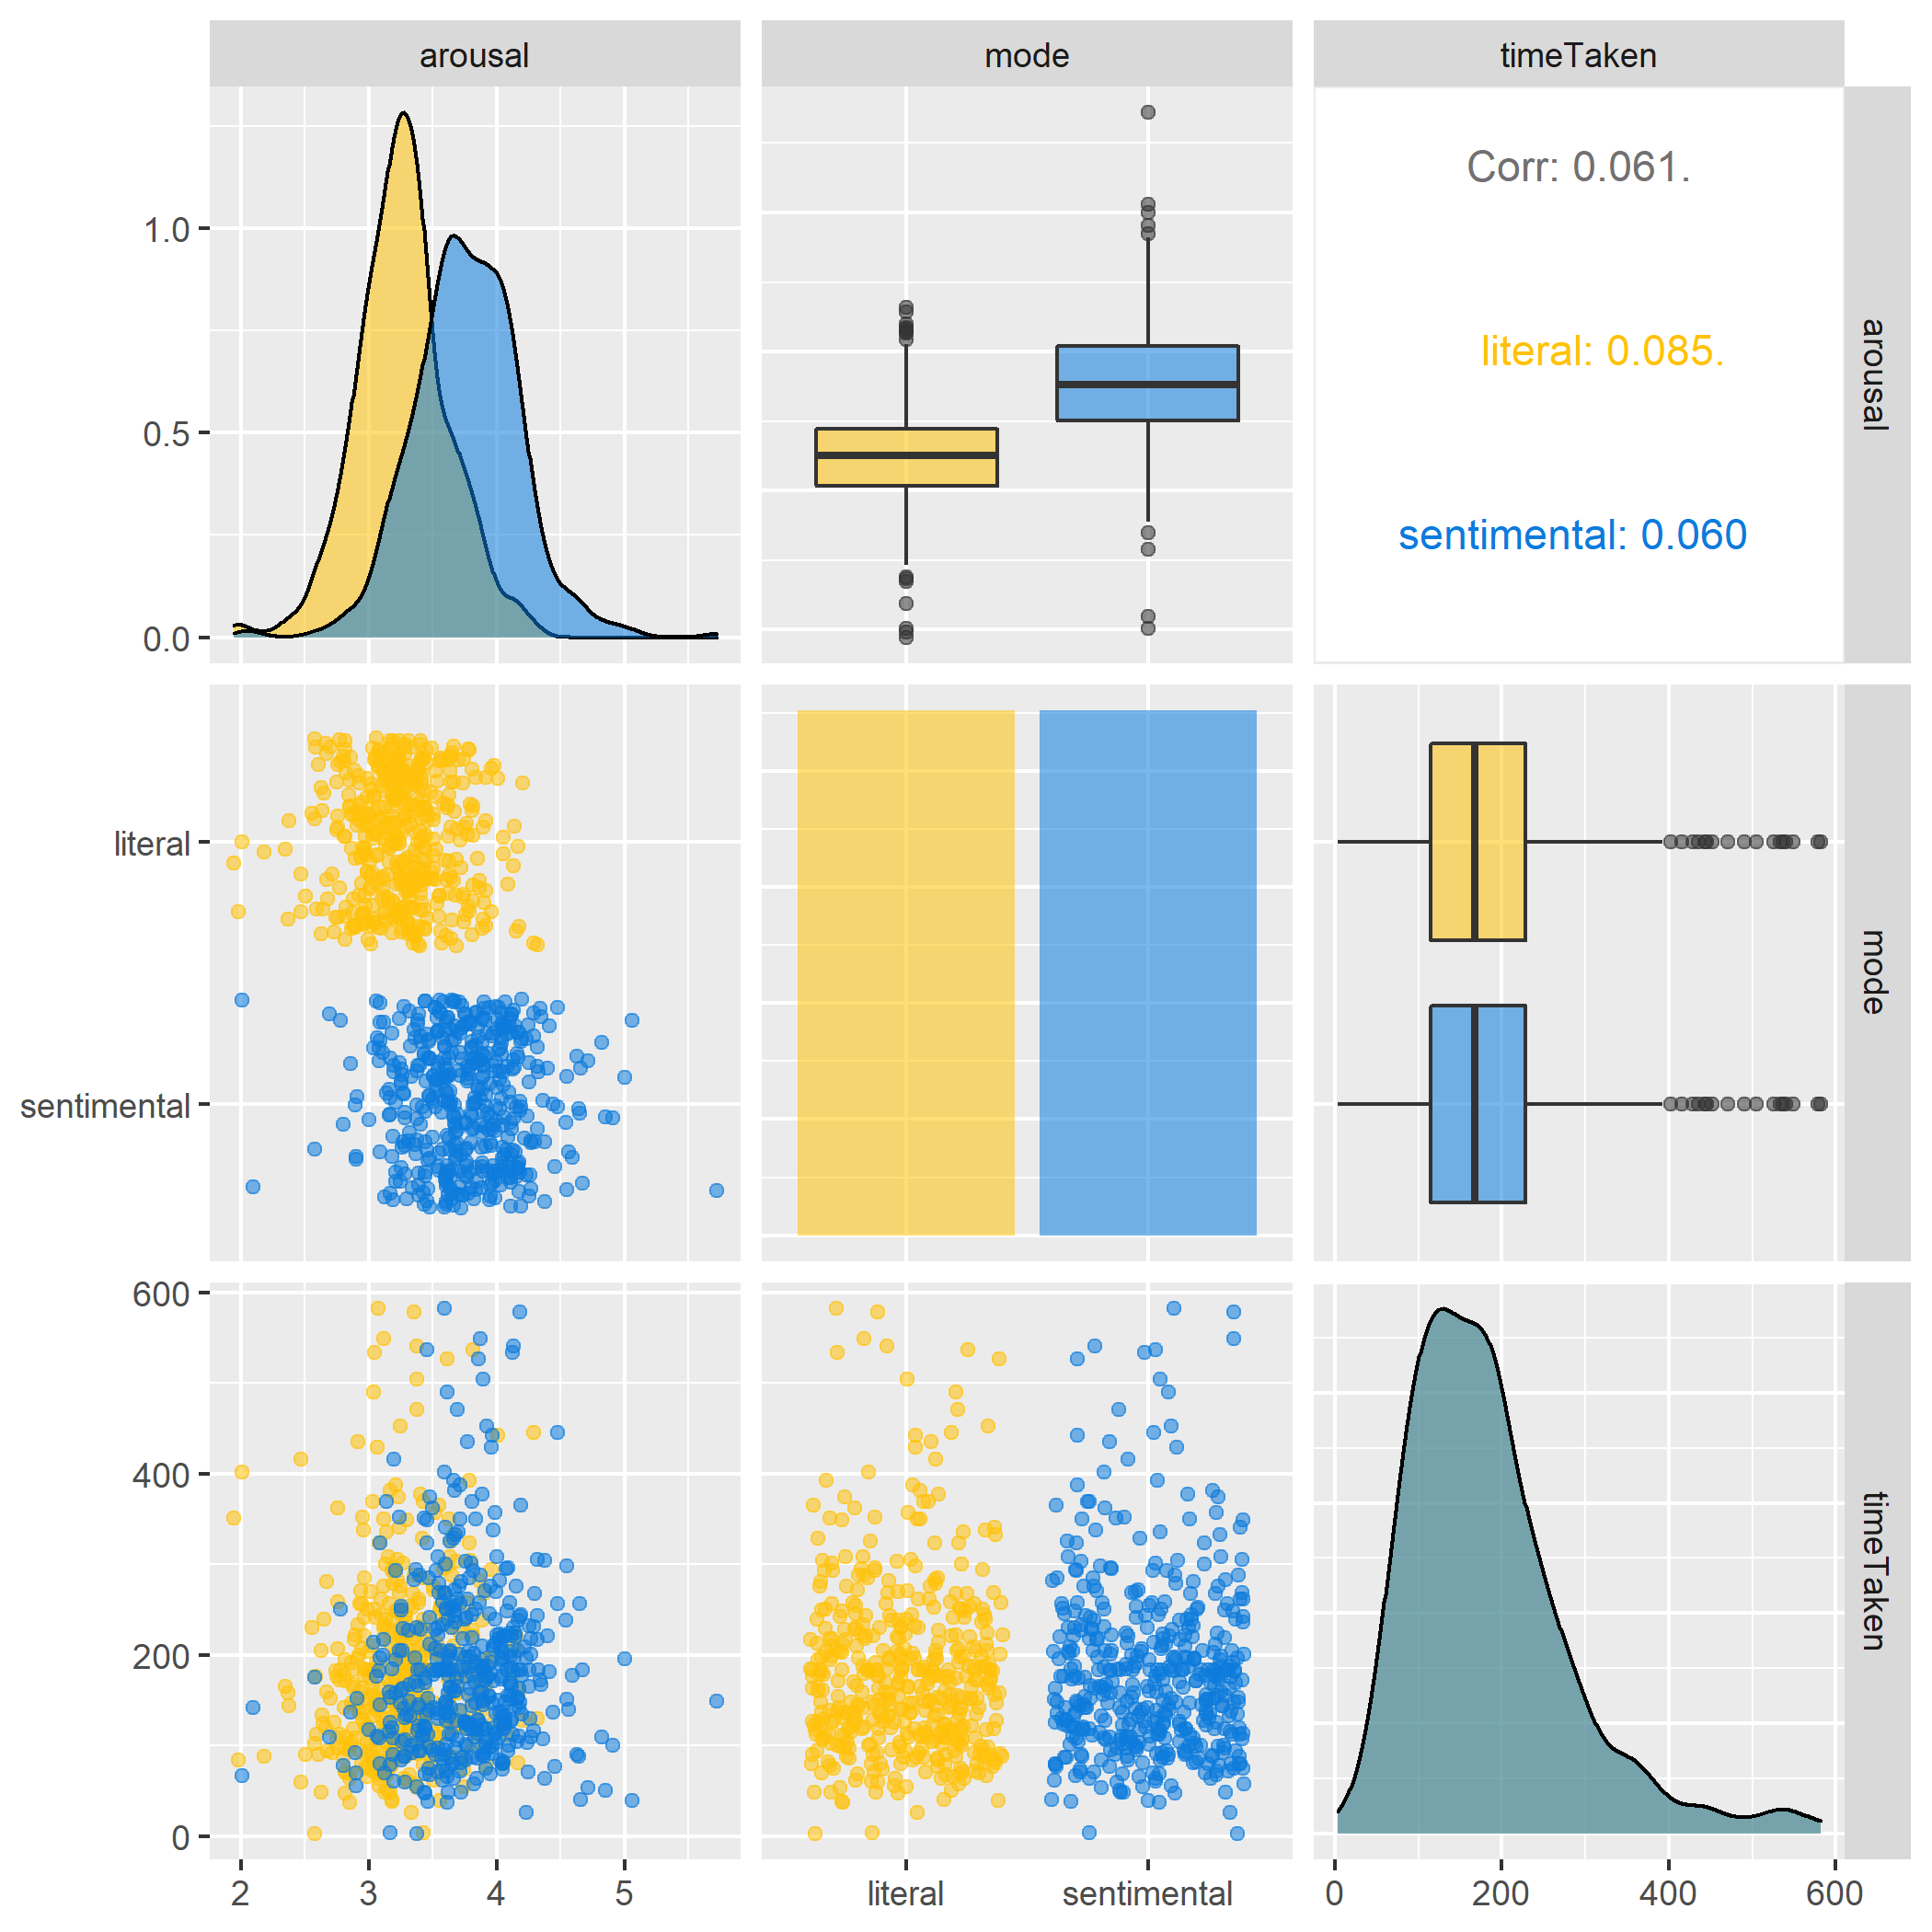 arousal
mode
timeTaken
1.0
0.5
0.0
Corr: 0.061.
literal: 0.085.
sentimental: 0.060
arousal
literal
sentimental
mode
600
400
200
0
timeTaken
2
3
4
5
literal
sentimental
0
200
400
600